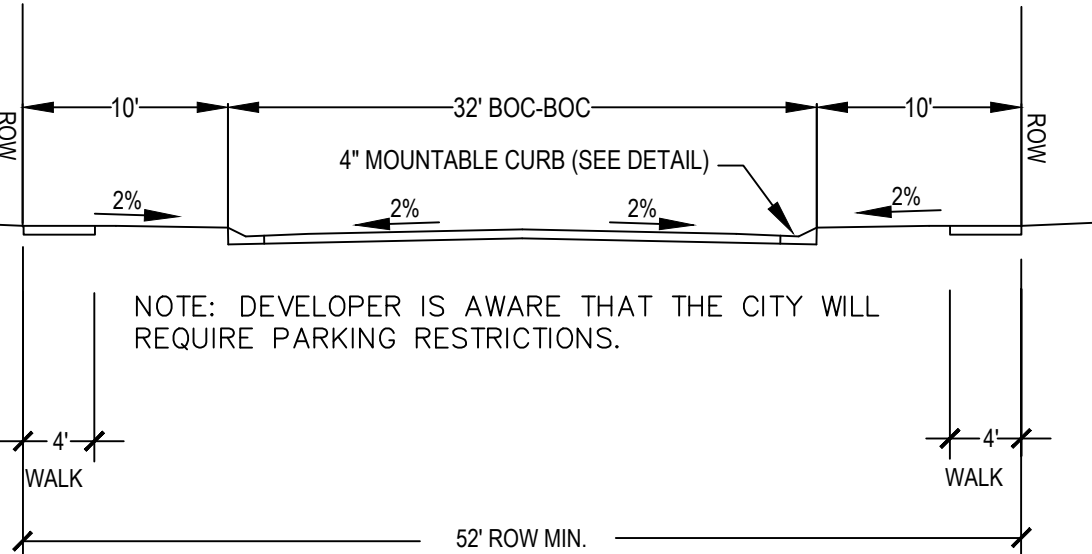 10'
32' BOC-BOC
10'
ROW
ROW
4" MOUNTABLE CURB (SEE DETAIL)
2%
2%
2%
2%
NOTE: DEVELOPER IS AWARE THAT THE CITY WILL
REQUIRE PARKING RESTRICTIONS.
4'
4'
WALK
WALK
52' ROW MIN.